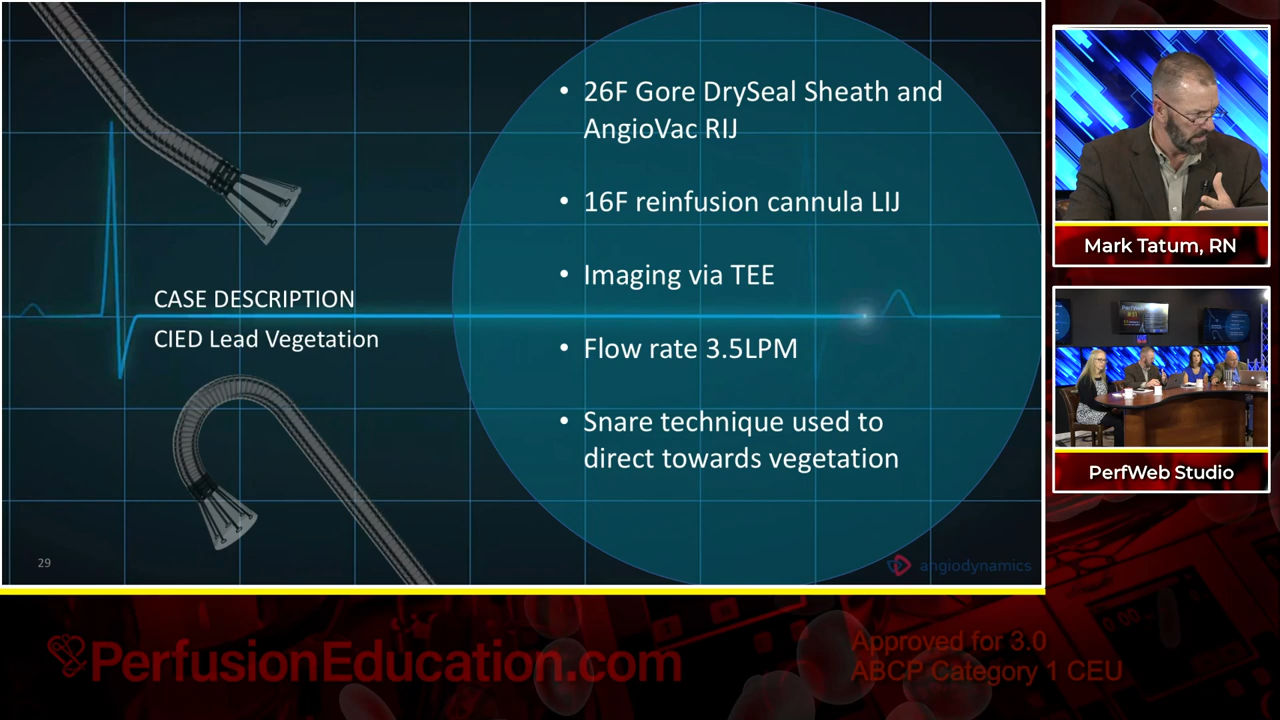 • 26F Gore DrySeal Sheath and
AngioVac RIJ
• 16F reinfusion cannula LIJ
• Imaging via TEE
• Flow rate 3.5LPM
• Snare technique used to
direct towards vegetation
CASE DESCRIPTION
CIED Lead Vegetation
29
angiodynamics
Mark Tatum, RN
PerfWeb Studio
PerfusionEducation.com
Approved for 3.0
ABCP Category 1 CEU